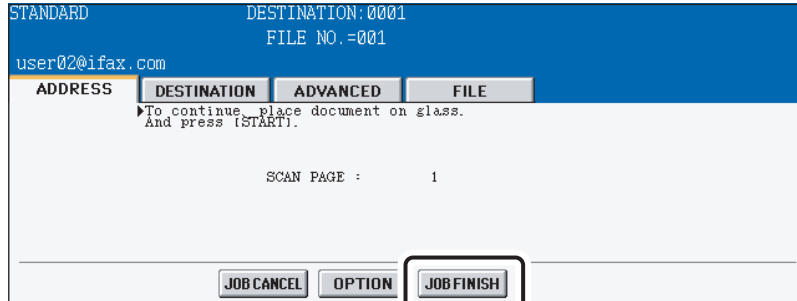 STANDARD DESTINATION:0001
FILE NO.=001
user02@ifax.com
ADDRESS DESTINATION ADVANCED FILE
▶To continue, place document on glass.
And press [START].
SCAN PAGE : 1
JOB CANCEL OPTION JOB FINISH